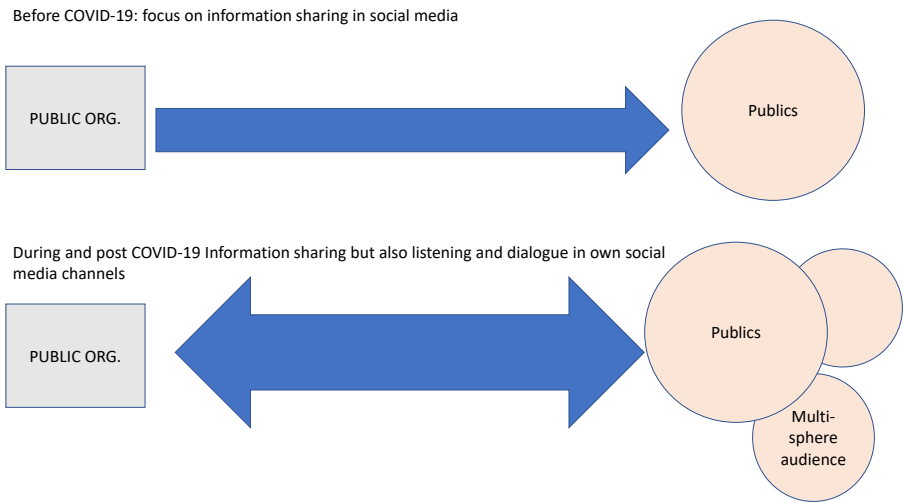 Before COVID-19: focus on information sharing in social media
PUBLIC ORG.
Publics
During and post COVID-19 Information sharing but also listening and dialogue in own social
media channels
PUBLIC ORG.
Publics
Multi-
sphere
audience